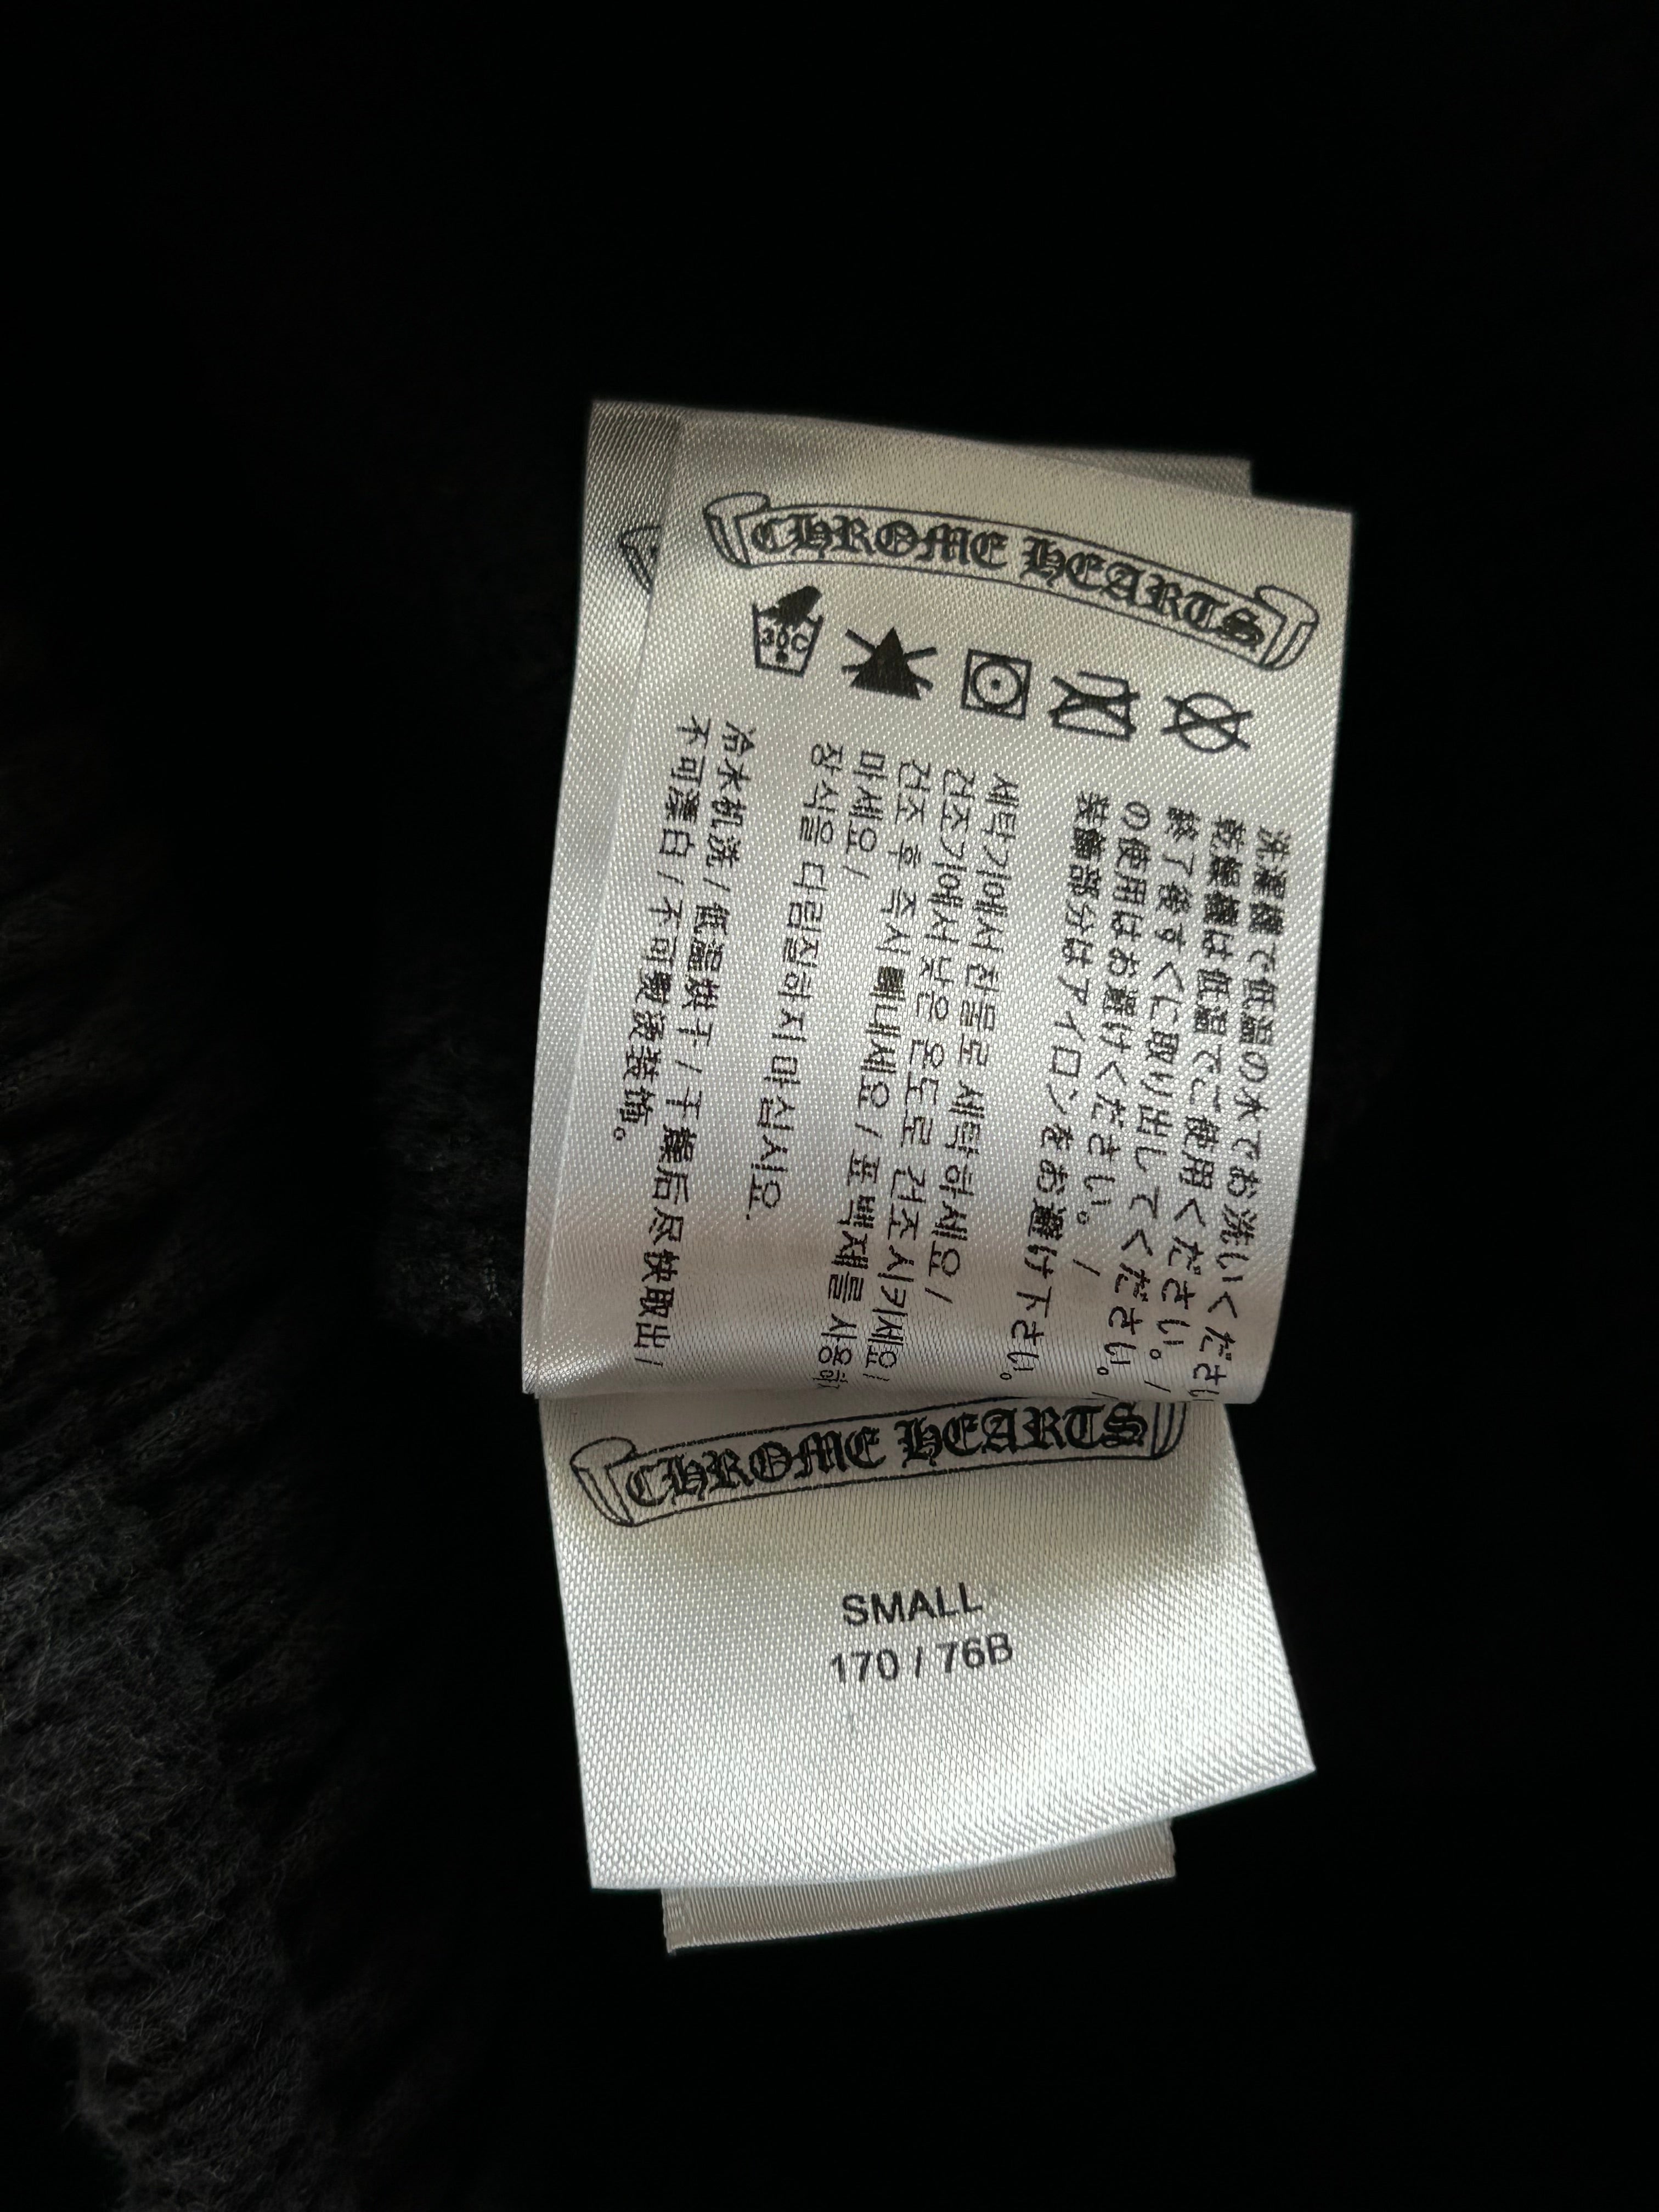 CHROME HEARTS
30C
洗濯機で低温の水でお洗いください。/
乾燥機は低温でご使用ください。/
終了後すぐに取り出してください。/
の使用はお避けください。/
装飾部分はアイロンをお避け下さい。
세탁기에서 찬물로 세탁하세요 /
건조기에서 낮은 온도로 건조시키세요 /
건조 후 즉시 빼내세요 / 표백제를 사용하지
마세요 /
장식을 다림질하지 마십시오.
冷水机洗 / 低温烘干 / 干燥后尽快取出 /
不可漂白 / 不可熨烫装饰。
CHROME HEARTS
SMALL
170 / 76B